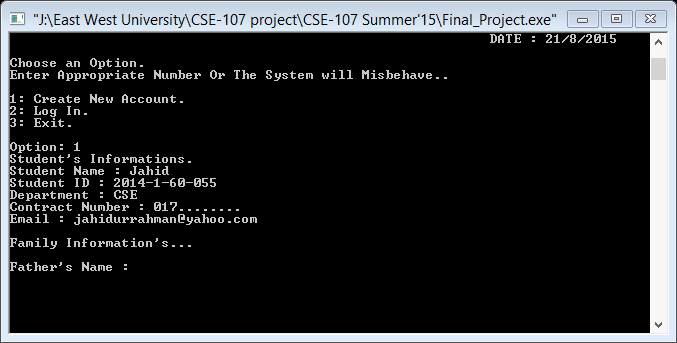 "J:\East West University\CSE-107 project\CSE-107 Summer'15\Final_Project.exe"
DATE : 21/8/2015
Choose an Option.
Enter Appropriate Number Or The System will Misbehave..
1: Create New Account.
2: Log In.
3: Exit.
Option: 1
Student's Informations.
Student Name : Jahid
Student ID : 2014-1-60-055
Department : CSE
Contract Number : 017........
Email : jahidurrahman@yahoo.com
Family Information's...
Father's Name :